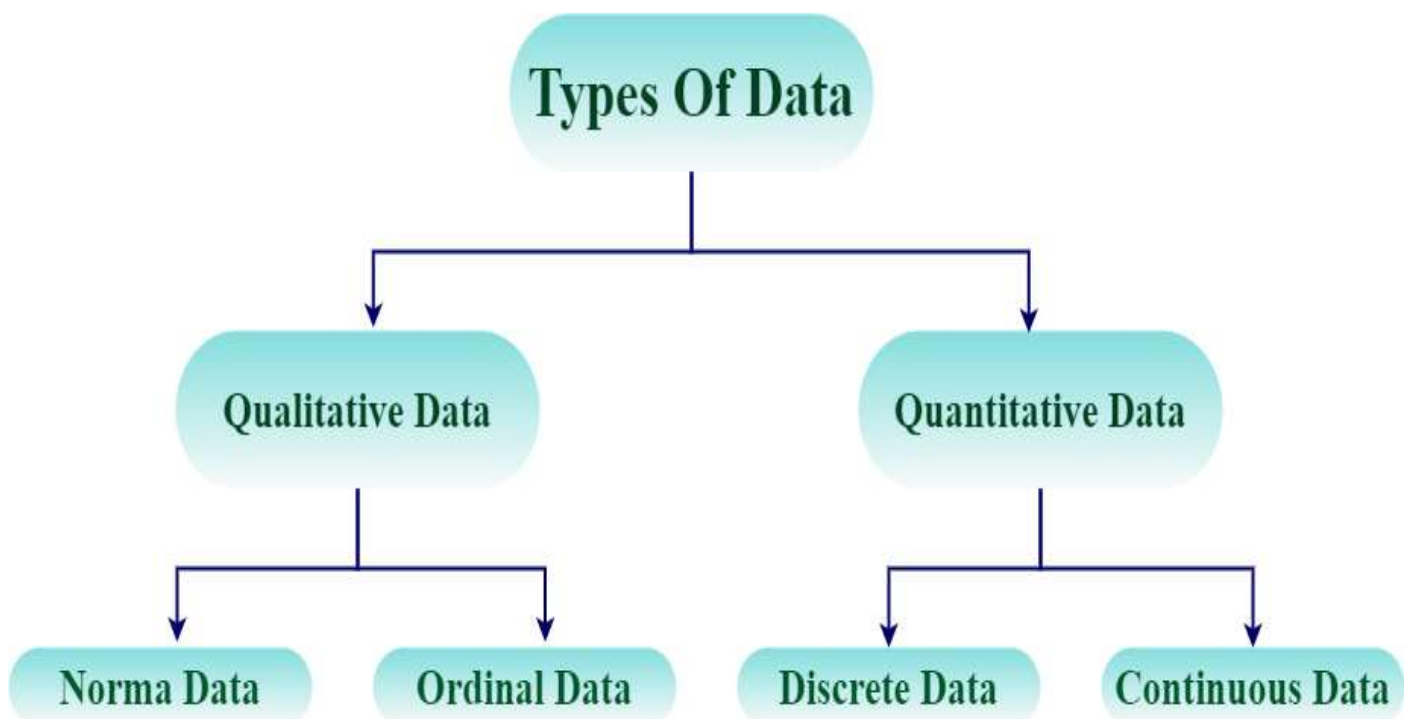 Types Of Data
Qualitative Data
Quantitative Data
Norma Data
Ordinal Data
Discrete Data
Continuous Data